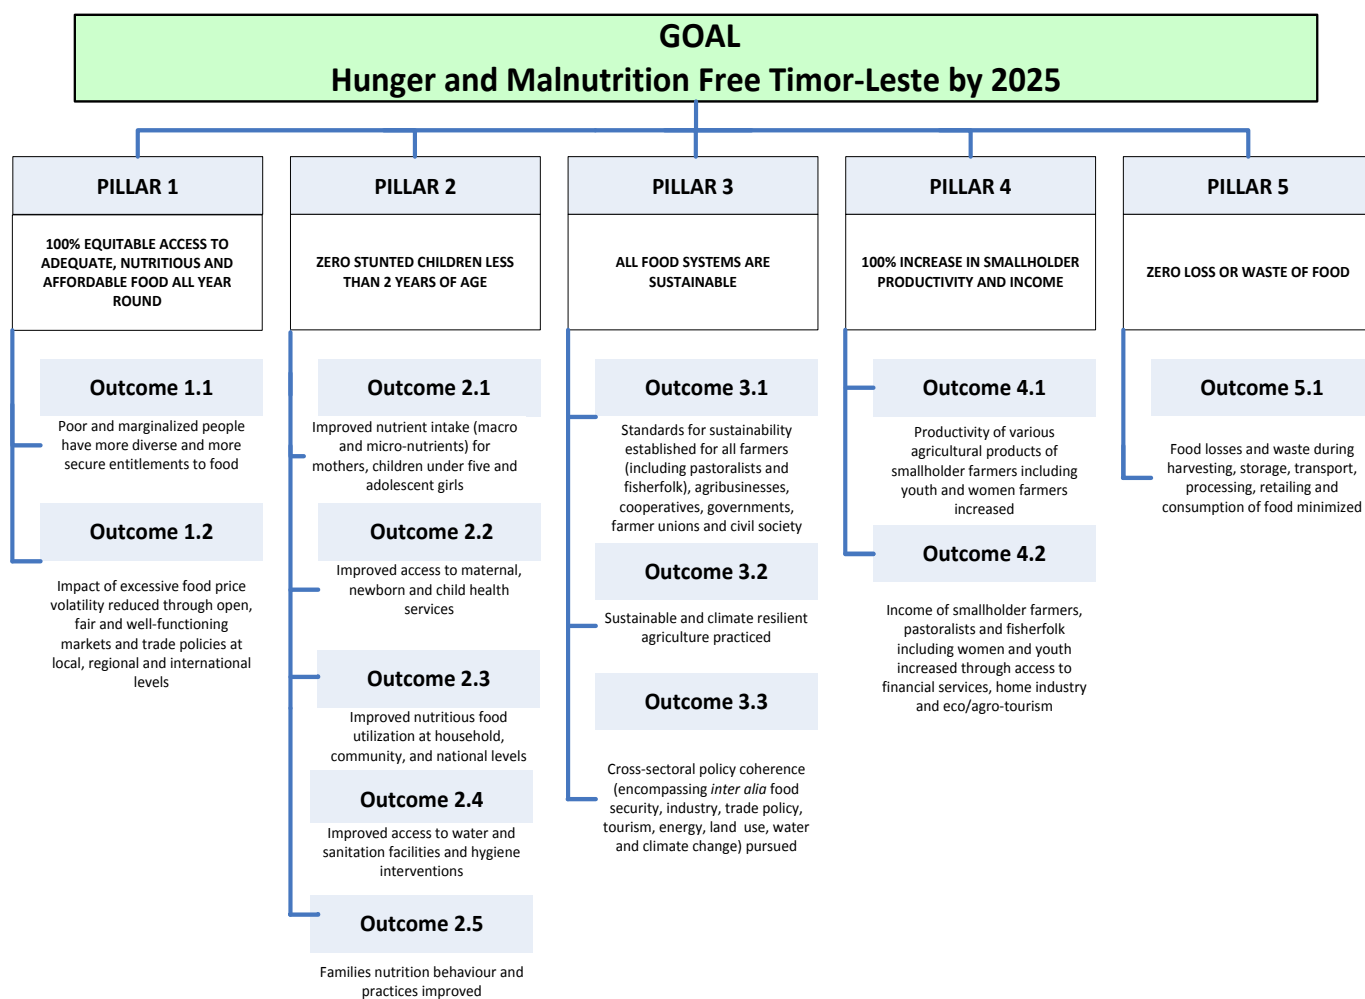 GOAL
Hunger and Malnutrition Free Timor-Leste by 2025
PILLAR 1
100% EQUITABLE ACCESS TO
ADEQUATE, NUTRITIOUS AND
AFFORDABLE FOOD ALL YEAR
ROUND
Outcome 1.1
Poor and marginalized people
have more diverse and more
secure entitlements to food
Outcome 1.2
Impact of excessive food price
volatility reduced through open,
fair and well-functioning
markets and trade policies at
local, regional and international
levels
PILLAR 2
ZERO STUNTED CHILDREN LESS
THAN 2 YEARS OF AGE
Outcome 2.1
Improved nutrient intake (macro
and micro-nutrients) for
mothers, children under five and
adolescent girls
Outcome 2.2
Improved access to maternal,
newborn and child health
services
Outcome 2.3
Improved nutritious food
utilization at household,
community, and national levels
Outcome 2.4
Improved access to water and
sanitation facilities and hygiene
interventions
Outcome 2.5
Families nutrition behaviour and
practices improved
PILLAR 3
ALL FOOD SYSTEMS ARE
SUSTAINABLE
Outcome 3.1
Standards for sustainability
established for all farmers
(including pastoralists and
fisherfolk), agribusinesses,
cooperatives, governments,
farmer unions and civil society
Outcome 3.2
Sustainable and climate resilient
agriculture practiced
Outcome 3.3
Cross-sectoral policy coherence
(encompassing inter alia food
security, industry, trade policy,
tourism, energy, land use, water
and climate change) pursued
PILLAR 4
100% INCREASE IN SMALLHOLDER
PRODUCTIVITY AND INCOME
Outcome 4.1
Productivity of various
agricultural products of
smallholder farmers including
youth and women farmers
increased
Outcome 4.2
Income of smallholder farmers,
pastoralists and fisherfolk
including women and youth
increased through access to
financial services, home industry
and eco/agro-tourism
PILLAR 5
ZERO LOSS OR WASTE OF FOOD
Outcome 5.1
Food losses and waste during
harvesting, storage, transport,
processing, retailing and
consumption of food minimized